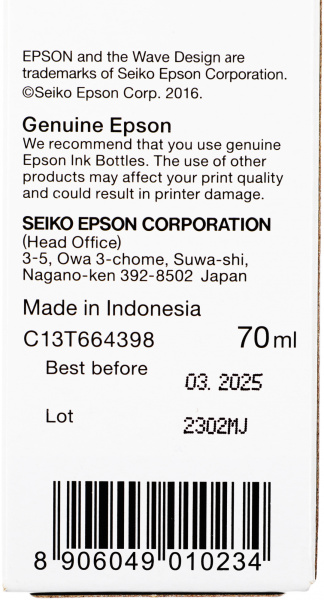 EPSON and the Wave Design are
trademarks of Seiko Epson Corporation.
©Seiko Epson Corp. 2016.
Genuine Epson
We recommend that you use genuine
Epson Ink Bottles. The use of other
products may affect your print quality
and could result in printer damage.
SEIKO EPSON CORPORATION
(Head Office)
3-5, Owa 3-chome, Suwa-shi,
Nagano-ken 392-8502 Japan
Made in Indonesia
C13T664398 70ml
Best before 03. 2025
Lot 2302MJ
8 906049 010234